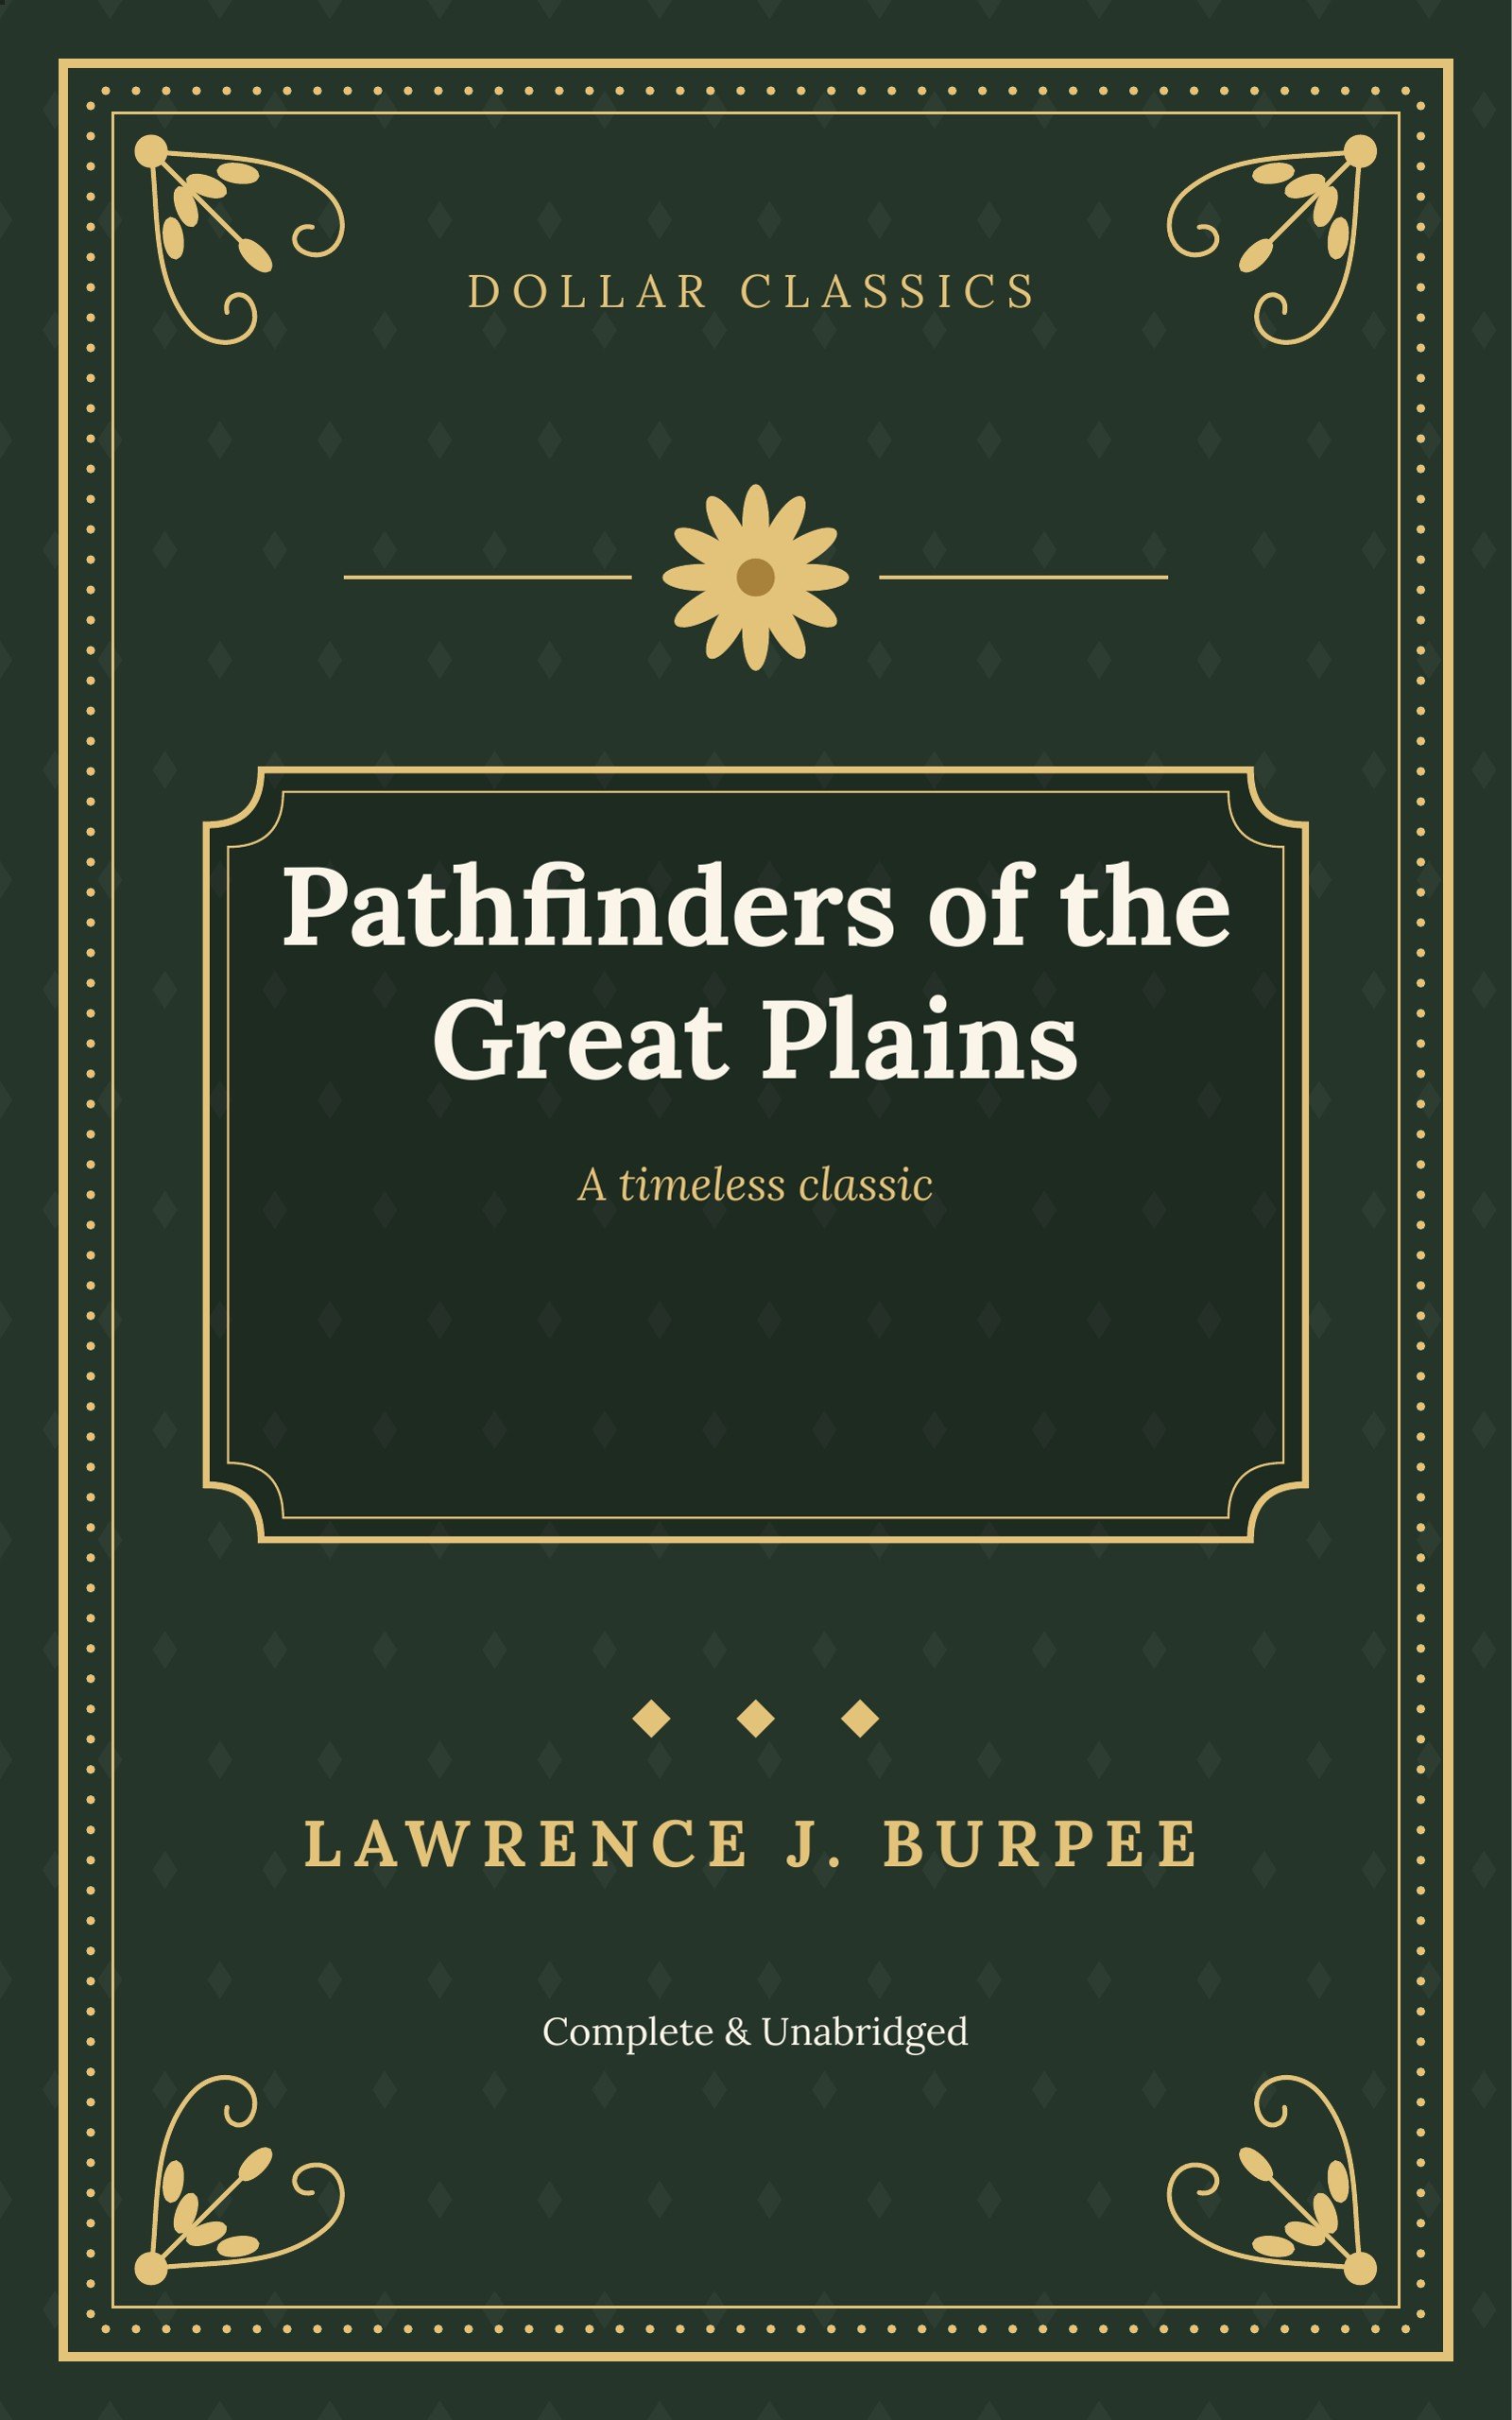 DOLLAR CLASSICS
Pathfinders of the
Great Plains
A timeless classic
LAWRENCE J. BURPEE
Complete & Unabridged